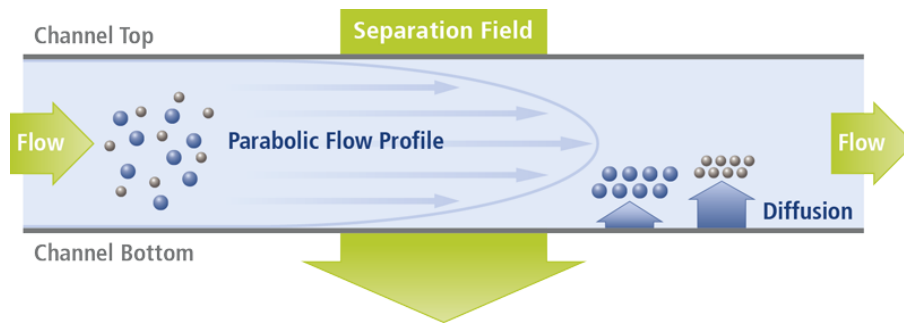 Channel Top
Separation Field
Flow
Parabolic Flow Profile
Flow
Diffusion
Channel Bottom